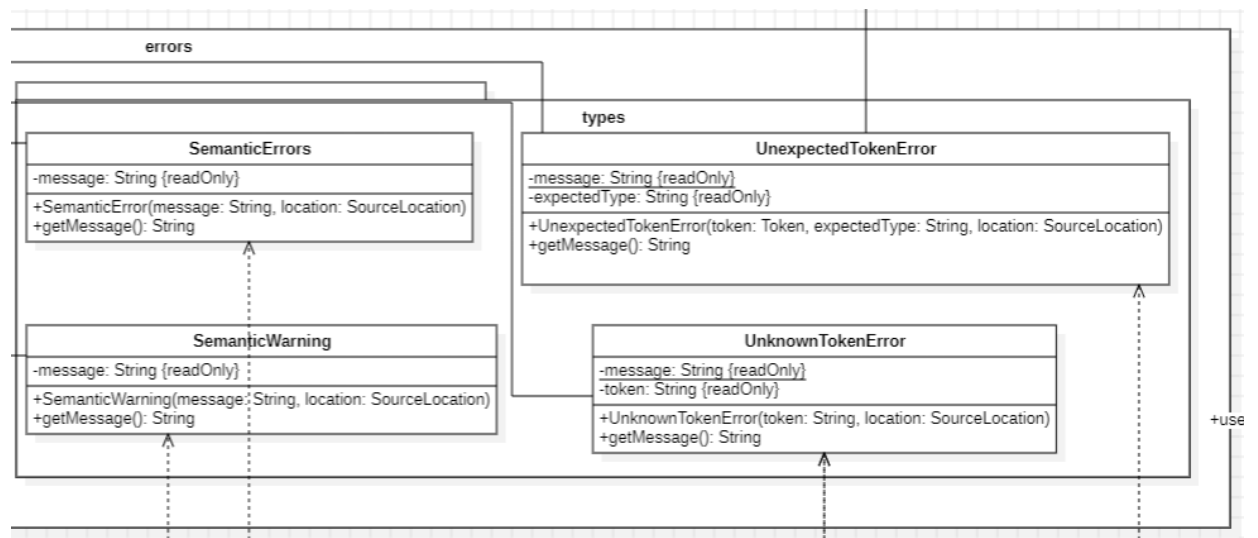 errors
types
SemanticErrors
-message: String {readOnly}
+SemanticError(message: String, location: SourceLocation)
+getMessage(): String
UnexpectedTokenError
-message: String {readOnly}
-expectedType: String {readOnly}
+UnexpectedTokenError(token: Token, expectedType: String, location: SourceLocation)
+getMessage(): String
SemanticWarning
-message: String {readOnly}
+SemanticWarning(message: String, location: SourceLocation)
+getMessage(): String
UnknownTokenError
-message: String {readOnly}
-token: String {readOnly}
+UnknownTokenError(token: String, location: SourceLocation)
+getMessage(): String
+use